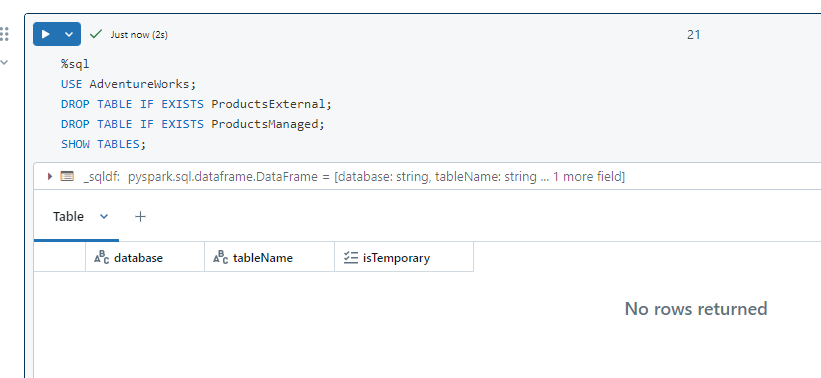 Just now (2s)
21
%sql
USE AdventureWorks;
DROP TABLE IF EXISTS ProductsExternal;
DROP TABLE IF EXISTS ProductsManaged;
SHOW TABLES;
_sqldf: pyspark.sql.dataframe.DataFrame = [database: string, tableName: string ... 1 more field]
Table
ABC database ABC tableName isTemporary
No rows returned